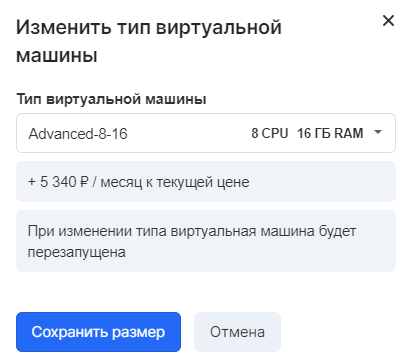 Изменить тип виртуальной
машины
Тип виртуальной машины
Advanced-8-16 8 CPU 16 ГБ RAM
+ 5 340 ₽ / месяц к текущей цене
При изменении типа виртуальная машина будет
перезапущена
Сохранить размер Отмена